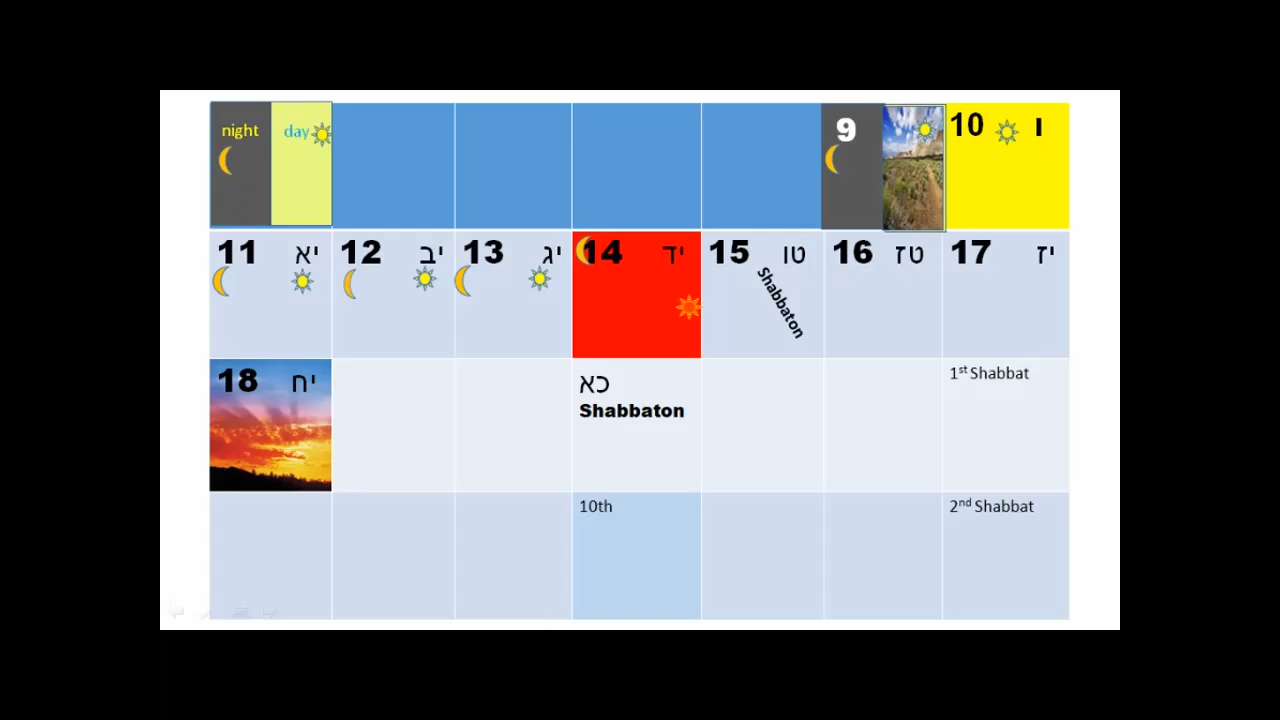 night day
9
10 ו
11 יא
12 יב
13 יג
14 יד
15 טו
Shabbaton
16 טז
17 יז
18 יח
כא
Shabbaton
1st Shabbat
10th
2nd Shabbat